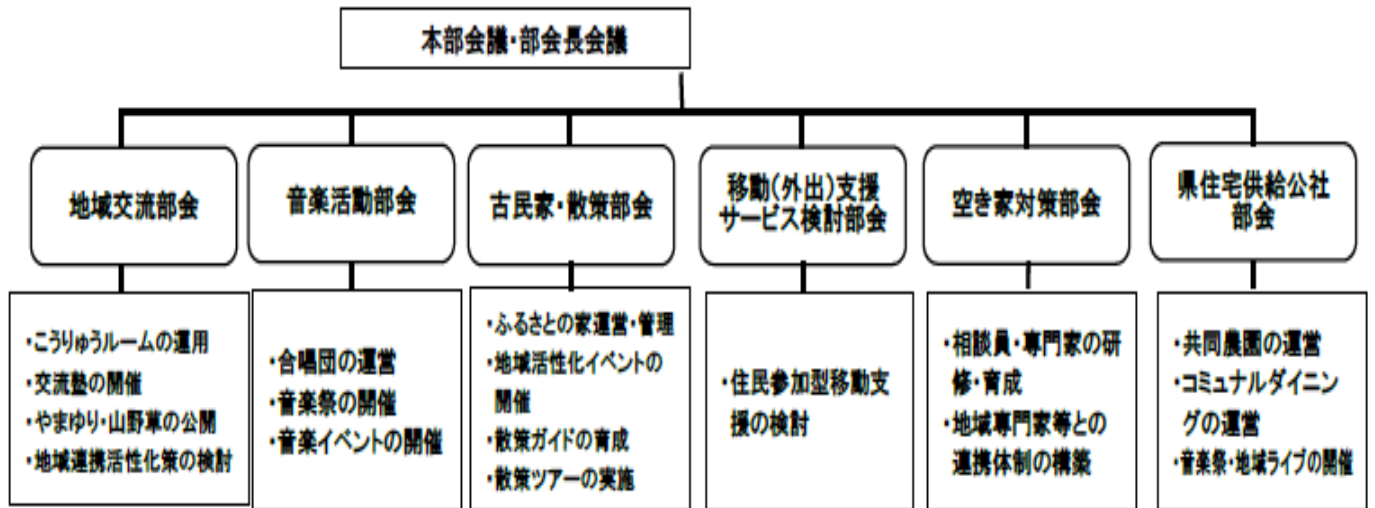 本部会議・部会長会議
地域交流部会
音楽活動部会
古民家・散策部会
移動(外出)支援
サービス検討部会
空き家対策部会
県住宅供給公社
部会
・こうりゅうルームの運用
・交流塾の開催
・やまゆり・山野草の公開
・地域連携活性化策の検討
・合唱団の運営
・音楽祭の開催
・音楽イベントの開催
・ふるさとの家運営・管理
・地域活性化イベントの
開催
・散策ガイドの育成
・散策ツアーの実施
・住民参加型移動支
援の検討
・相談員・専門家の研
修・育成
・地域専門家等との
連携体制の構築
・共同農園の運営
・コミュナルダイニン
グの運営
・音楽祭・地域ライブの開催